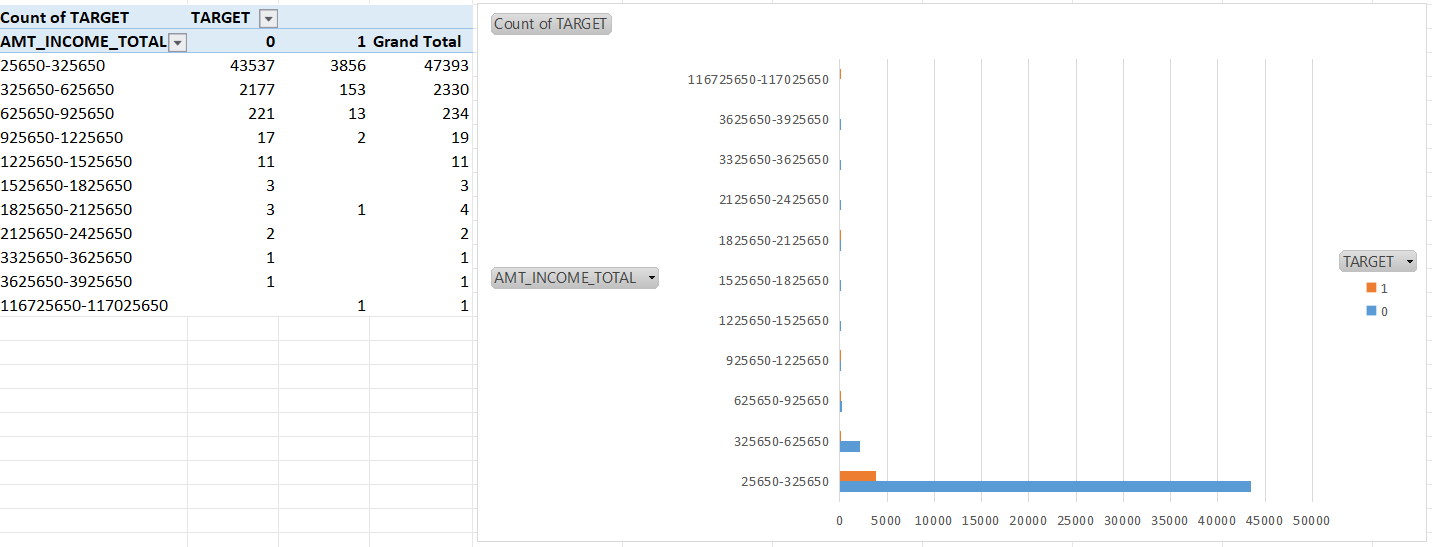 Count of TARGET TARGET
AMT_INCOME_TOTAL 0 1 Grand Total
25650-325650 43537 3856 47393
325650-625650 2177 153 2330
625650-925650 221 13 234
925650-1225650 17 2 19
1225650-1525650 11 11
1525650-1825650 3 3
1825650-2125650 3 1 4
2125650-2425650 2 2
3325650-3625650 1 1
3625650-3925650 1 1
116725650-117025650 1 1
Count of TARGET
116725650-117025650
3625650-3925650
3325650-3625650
2125650-2425650
1825650-2125650
1525650-1825650
1225650-1525650
925650-1225650
625650-925650
325650-625650
25650-325650
AMT_INCOME_TOTAL
0 5000 10000 15000 20000 25000 30000 35000 40000 45000 50000
TARGET
1
0